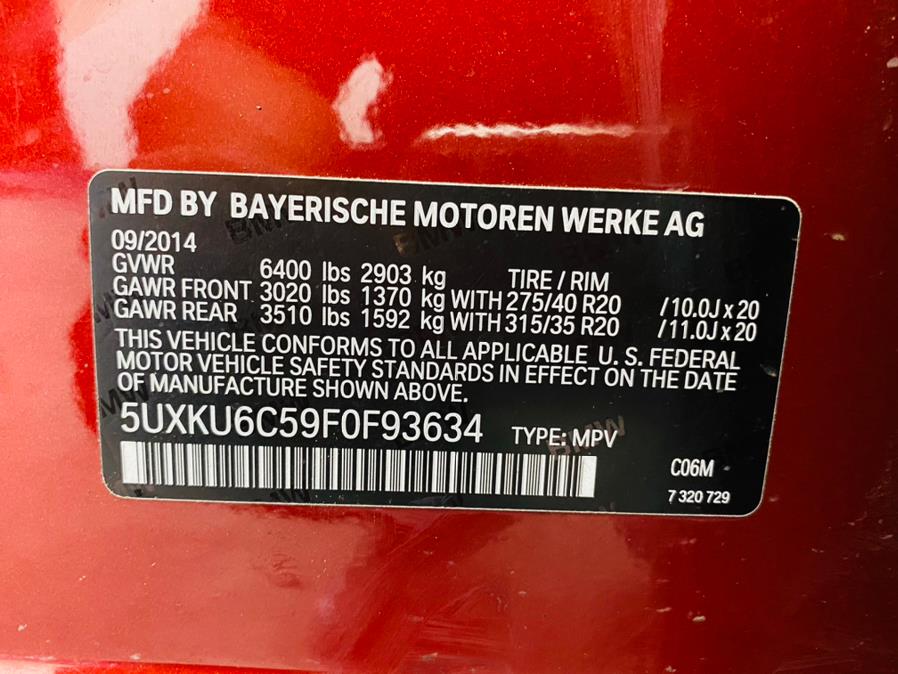 MFD BY BAYERISCHE MOTOREN WERKE AG
09/2014
GVWR 6400 lbs 2903 kg TIRE / RIM
GAWR FRONT 3020 lbs 1370 kg WITH 275/40 R20 / 10.0J x 20
GAWR REAR 3510 lbs 1592 kg WITH 315/35 R20 / 11.0J x 20
THIS VEHICLE CONFORMS TO ALL APPLICABLE U. S. FEDERAL
MOTOR VEHICLE SAFETY STANDARDS IN EFFECT ON THE DATE
OF MANUFACTURE SHOWN ABOVE.
5UXKU6C59F0F93634 TYPE: MPV
C06M
7 320 729